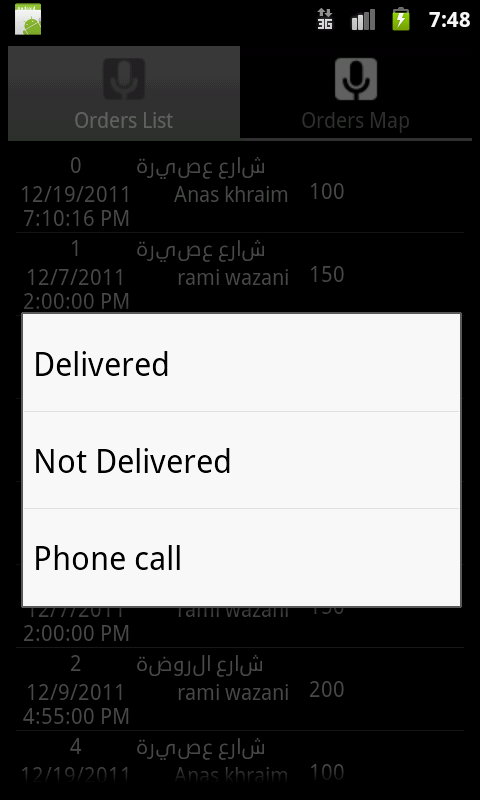 3G 7:48
Orders List Orders Map
0 شارع عصيرة
12/19/2011 Anas khraim 100
7:10:16 PM
1 شارع عصيرة
12/7/2011 rami wazani 150
2:00:00 PM
Delivered
Not Delivered
Phone call
12/7/2011 rami wazani 150
2:00:00 PM
2 شارع الروضة
12/9/2011 rami wazani 200
4:55:00 PM
4 شارع عصيرة
12/19/2011 Anas khraim 100